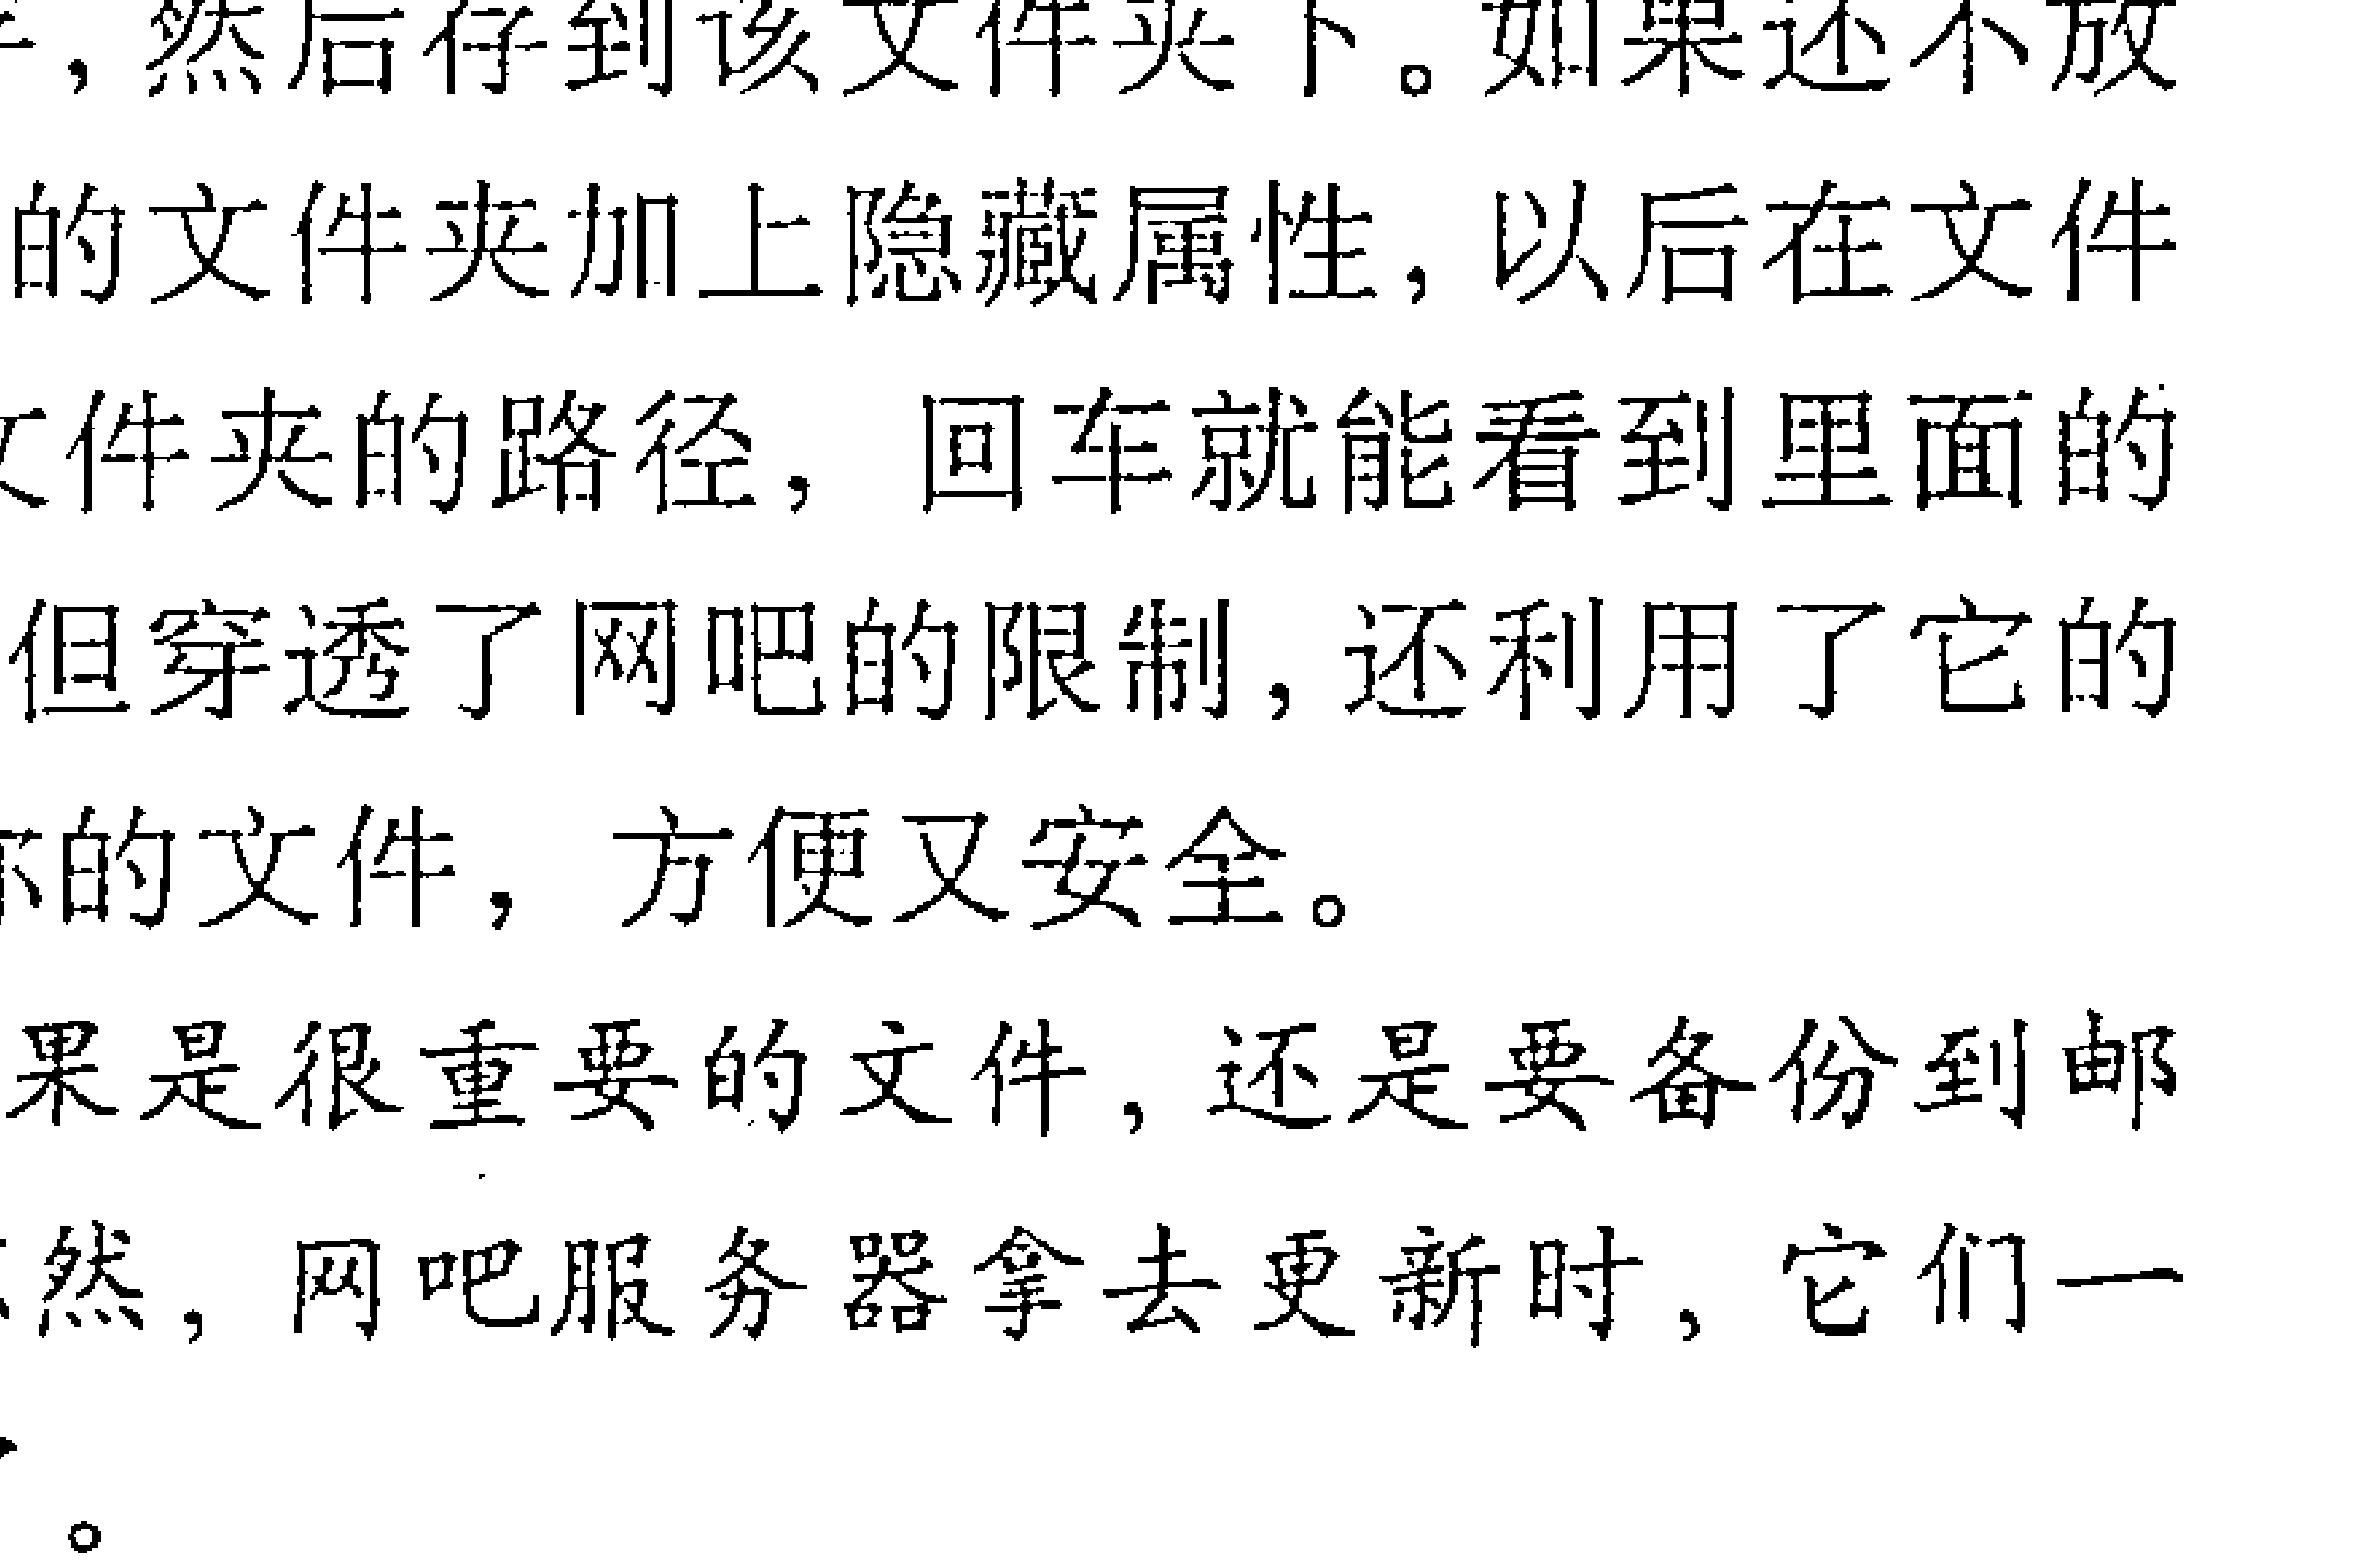 ，然后存到该文件夹下。如果还不放
的文件夹加上隐藏属性，以后在文件
文件夹的路径，回车就能看到里面的
但穿透了网吧的限制，还利用了它的
你的文件，方便又安全。
果是很重要的文件，还是要备份到邮
然，网吧服务器拿去更新时，它们一
。